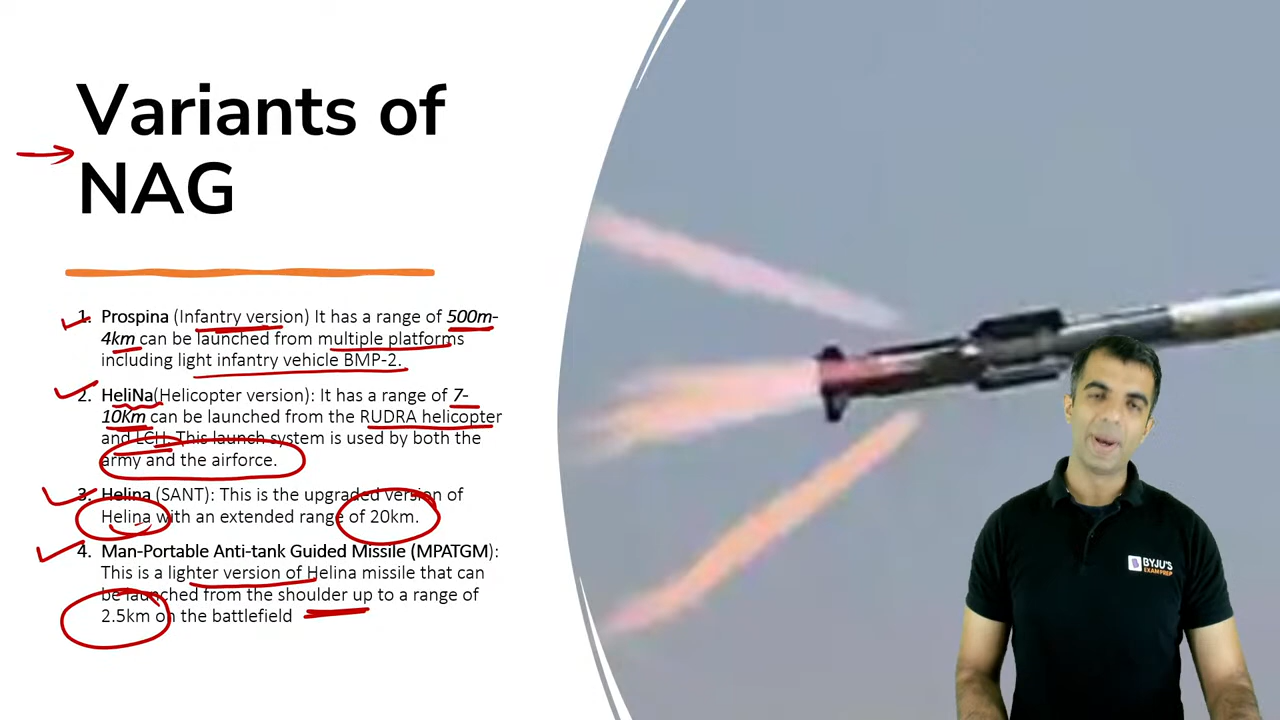 Variants of
NAG
1. Prospina (Infantry version) It has a range of 500m-
4km can be launched from multiple platforms
including light infantry vehicle BMP-2.
2. HeliNa(Helicopter version): It has a range of 7-
10Km can be launched from the RUDRA helicopter
and LCH. This launch system is used by both the
army and the airforce.
3. Helina (SANT): This is the upgraded version of
Helina with an extended range of 20km.
4. Man-Portable Anti-tank Guided Missile (MPATGM):
This is a lighter version of Helina missile that can
be launched from the shoulder up to a range of
2.5km on the battlefield
BYJU'S
EXAM PREP